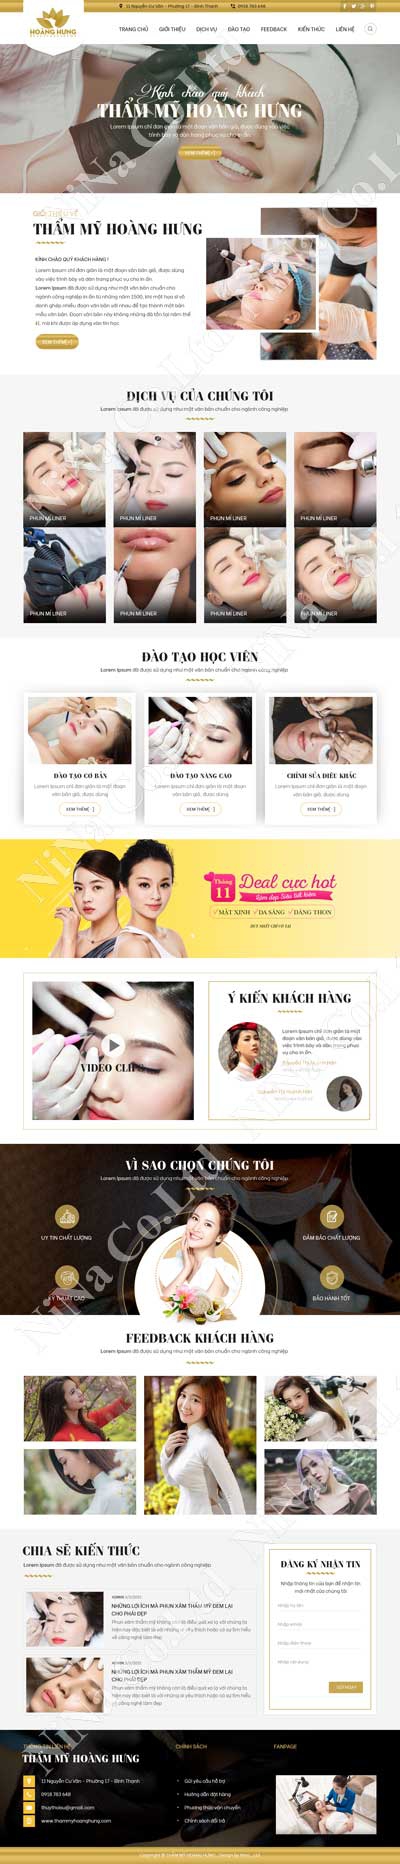 11 Nguyễn Cư Vân - Phường 17 - Bình Thạnh
0918 783 648
HOÀNG HƯNG
TRANG CHỦ
GIỚI THIỆU
DỊCH VỤ
ĐÀO TẠO
FEEDBACK
KIẾN THỨC
LIÊN HỆ
Kính chào quý khách
THẨM MỸ HOÀNG HƯNG
Lorem Ipsum chỉ đơn giản là một đoạn văn bản giả, được dùng vào việc
trình bày và dàn trang phục vụ cho in ấn.
XEM THÊM
GIỚI THIỆU VỀ
THẨM MỸ HOÀNG HƯNG
KÍNH CHÀO QUÝ KHÁCH HÀNG !
Lorem Ipsum chỉ đơn giản là một đoạn văn bản giả, được dùng
vào việc trình bày và dàn trang phục vụ cho in ấn.
Lorem Ipsum đã được sử dụng như một văn bản chuẩn cho
ngành công nghiệp in ấn từ những năm 1500, khi một họa sĩ vô
danh ghép nhiều đoạn văn bản với nhau để tạo thành một bản
mẫu văn bản. Đoạn văn bản này không những đã tồn tại năm thế
kỉ, mà khi được áp dụng vào tin học
XEM THÊM
DỊCH VỤ CỦA CHÚNG TÔI
Lorem Ipsum đã được sử dụng như một văn bản chuẩn cho ngành công nghiệp
PHUN MÍ LINER
PHUN MÍ LINER
PHUN MÍ LINER
PHUN MÍ LINER
PHUN MÍ LINER
PHUN MÍ LINER
PHUN MÍ LINER
PHUN MÍ LINER
ĐÀO TẠO HỌC VIÊN
Lorem Ipsum đã được sử dụng như một văn bản chuẩn cho ngành công nghiệp
ĐÀO TẠO CƠ BẢN
Lorem Ipsum chỉ đơn giản là một đoạn
văn bản giả, được dùng
XEM THÊM
ĐÀO TẠO NÂNG CAO
Lorem Ipsum chỉ đơn giản là một đoạn
văn bản giả, được dùng
XEM THÊM
CHỈNH SỬA ĐIÊU KHẮC
Lorem Ipsum chỉ đơn giản là một đoạn
văn bản giả, được dùng
XEM THÊM
Tháng 11
Deal cực hot
Làm đẹp Siêu tiết kiệm
MẶT XINH
DA SÁNG
DÁNG THON
DUY NHẤT CHỈ CÓ TẠI
VIDEO CLIPS
Ý KIẾN KHÁCH HÀNG
Lorem Ipsum chỉ đơn giản là một
đoạn văn bản giả, được dùng vào
việc trình bày và dàn trang phục
vụ cho in ấn.
VÌ SAO CHỌN CHÚNG TÔI
Lorem Ipsum đã được sử dụng như một văn bản chuẩn cho ngành công nghiệp
UY TÍN CHẤT LƯỢNG
ĐẢM BẢO CHẤT LƯỢNG
KỸ THUẬT CAO
BẢO HÀNH TỐT
FEEDBACK KHÁCH HÀNG
Lorem Ipsum đã được sử dụng như một văn bản chuẩn cho ngành công nghiệp
CHIA SẺ KIẾN THỨC
Lorem Ipsum đã được sử dụng như một văn bản chuẩn cho ngành công nghiệp
NHỮNG LỢI ÍCH MÀ PHUN XĂM THẨM MỸ ĐEM LẠI
CHO PHÁI ĐẸP
Phun xăm thẩm mỹ không còn là quá xa lạ với chúng ta
hiện nay đặc biệt là với những ai yêu thích hoặc có sự tìm hiểu
về công nghệ làm đẹp
NHỮNG LỢI ÍCH MÀ PHUN XĂM THẨM MỸ ĐEM LẠI
CHO PHÁI ĐẸP
Phun xăm thẩm mỹ không còn là quá xa lạ với chúng ta
hiện nay đặc biệt là với những ai yêu thích hoặc có sự tìm hiểu
về công nghệ làm đẹp
ĐĂNG KÝ NHẬN TIN
Nhập thông tin của bạn để nhận tin
mới nhất của chúng tôi
Nhập họ tên
Nhập email
Nhập điện thoại
Nhập nội dung
GỬI NGAY
THÔNG TIN LIÊN HỆ
THẨM MỸ HOÀNG HƯNG
11 Nguyễn Cư Vân - Phường 17 - Bình Thạnh
0918 783 648
thuythioiuu@gmail.com
www.thammyhoanghung.com
CHÍNH SÁCH
Gửi yêu cầu hỗ trợ
Hướng dẫn đặt hàng
Phương thức vận chuyển
Chính sách đổi trả
FANPAGE
Copyright © THẨM MỸ HOÀNG HƯNG . Design by Nina , Ltd
NiNa Co.Ltd